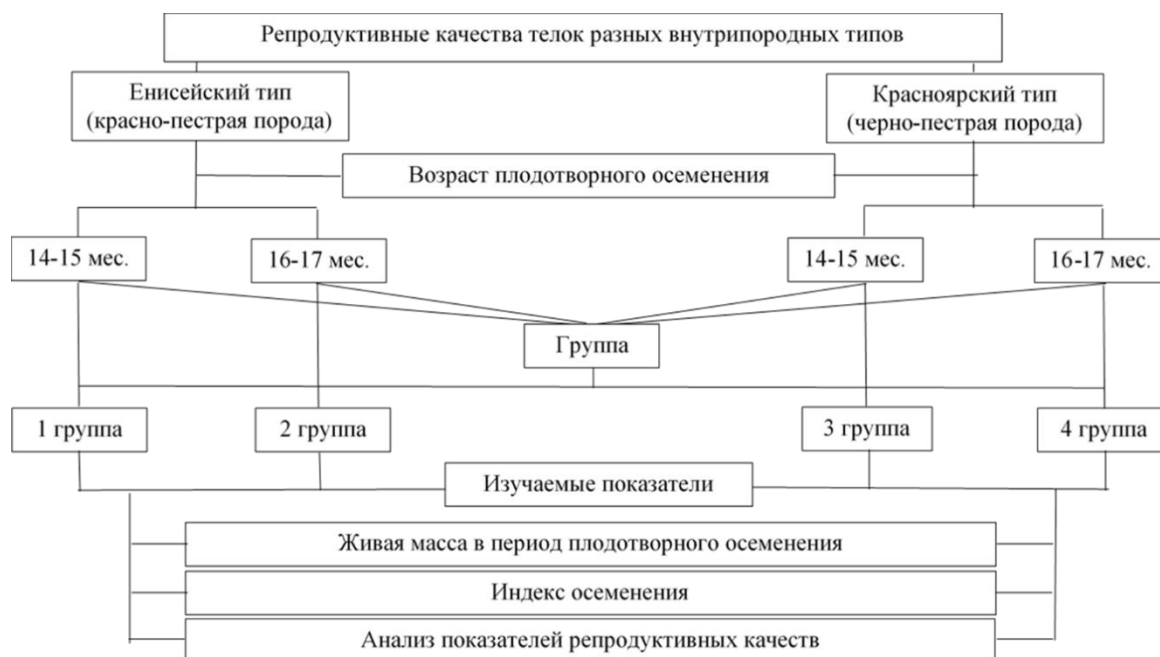 Репродуктивные качества телок разных внутрипородных типов
Енисейский тип
(красно-пестрая порода)
Красноярский тип
(черно-пестрая порода)
Возраст плодотворного осеменения
14-15 мес.
16-17 мес.
14-15 мес.
16-17 мес.
Группа
1 группа
2 группа
3 группа
4 группа
Изучаемые показатели
Живая масса в период плодотворного осеменения
Индекс осеменения
Анализ показателей репродуктивных качеств